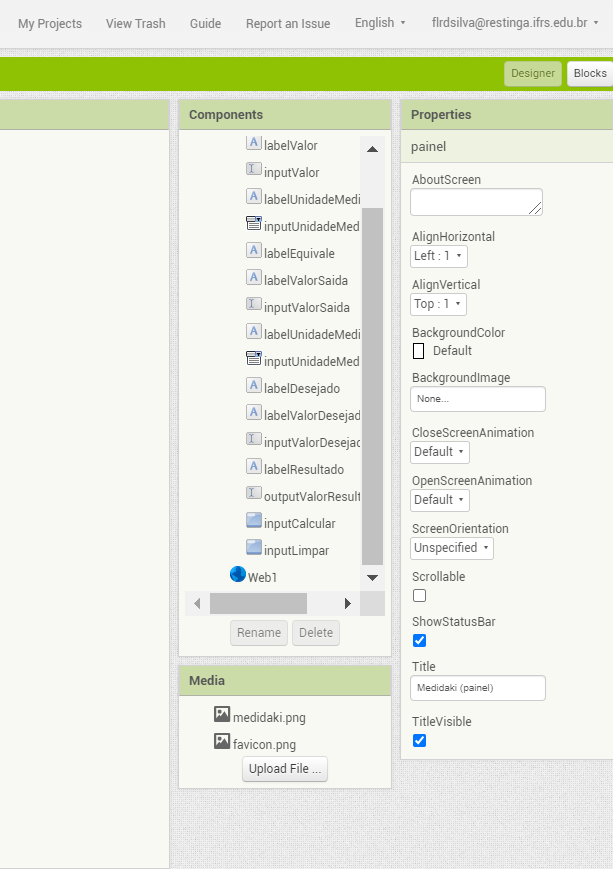 My Projects View Trash Guide Report an Issue English flrdsilva@restinga.ifrs.edu.br
Designer Blocks
Components
labelValor
inputValor
labelUnidadeMedi
inputUnidadeMed
labelEquivale
labelValorSaida
inputValorSaida
labelUnidadeMedi
inputUnidadeMed
labelDesejado
labelValorDesejad
inputValorDesejac
labelResultado
outputValorResult
inputCalcular
inputLimpar
Web1
Rename Delete
Media
medidaki.png
favicon.png
Upload File ...
Properties
painel
AboutScreen
AlignHorizontal
Left : 1
AlignVertical
Top : 1
BackgroundColor
Default
BackgroundImage
None...
CloseScreenAnimation
Default
OpenScreenAnimation
Default
ScreenOrientation
Unspecified
Scrollable
ShowStatusBar
Title
Medidaki (painel)
TitleVisible